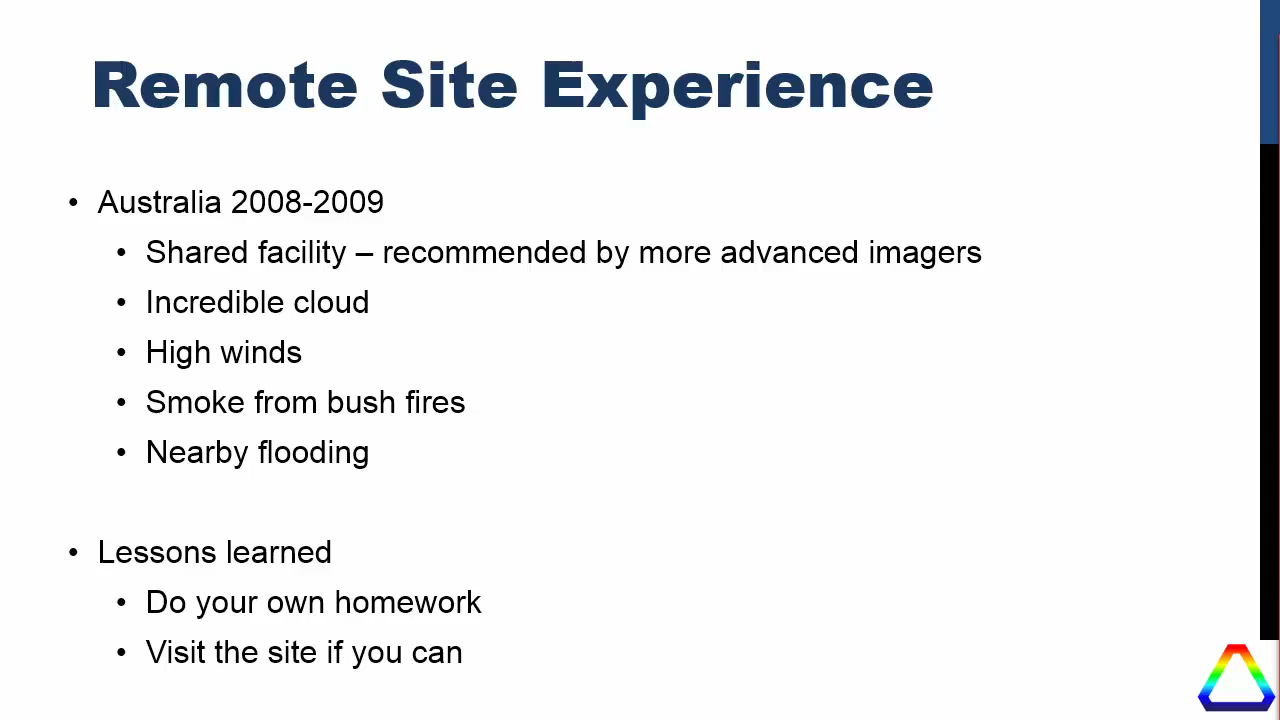 Remote Site Experience
• Australia 2008-2009
• Shared facility – recommended by more advanced imagers
• Incredible cloud
• High winds
• Smoke from bush fires
• Nearby flooding
• Lessons learned
• Do your own homework
• Visit the site if you can